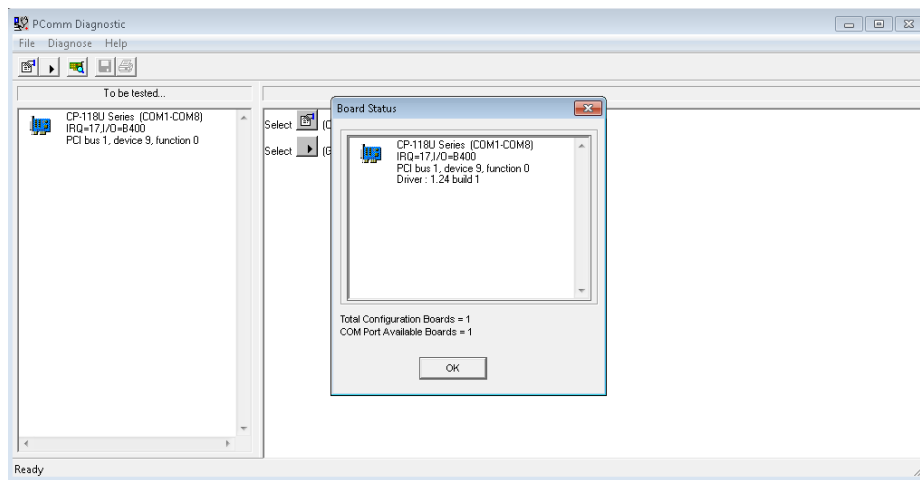 PComm Diagnostic
File Diagnose Help
To be tested...
CP-118U Series (COM1-COM8)
IRQ=17,I/O=B400
PCI bus 1, device 9, function 0
Select (C
Select (G
Board Status
CP-118U Series (COM1-COM8)
IRQ=17,I/O=B400
PCI bus 1, device 9, function 0
Driver : 1.24 build 1
Total Configuration Boards = 1
COM Port Available Boards = 1
OK
Ready